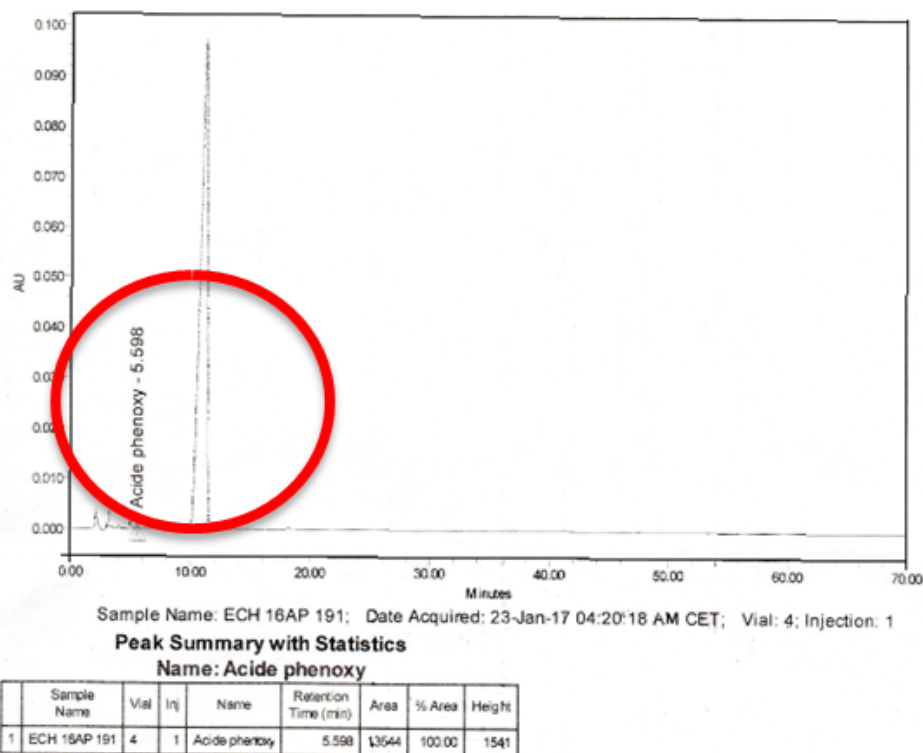 0.100
0.090
0.080
0.070
0.060
0.050
AU
0.040
Acide phenoxy - 5.598
0.010
0.000
0.00 10.00 20.00 30.00 40.00 50.00 60.00 70.00
Minutes
Sample Name: ECH 16AP 191; Date Acquired: 23-Jan-17 04:20:18 AM CET; Vial: 4; Injection: 1
Peak Summary with Statistics
Name: Acide phenoxy
Sample Name Vial Inj Name Retention Time (min) Area % Area Height
1 ECH 16AP 191 4 1 Acide phenoxy 5.598 13544 100.00 1541